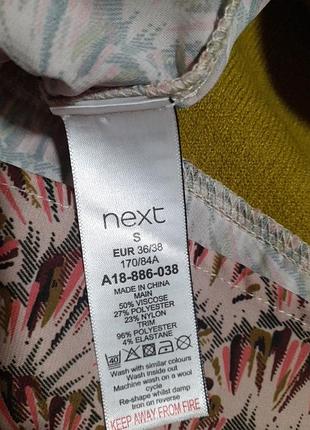 next
S
EUR 36/38
170/84A
A18-886-038
MADE IN CHINA
MAIN
50% VISCOSE
27% POLYESTER
23% NYLON
TRIM
96% POLYESTER
4% ELASTANE
40
Wash with similar colours
Wash inside out
Machine wash on wool
cycle
Re-shape whilst damp
Iron on reverse
KEEP AWAY FROM FIRE